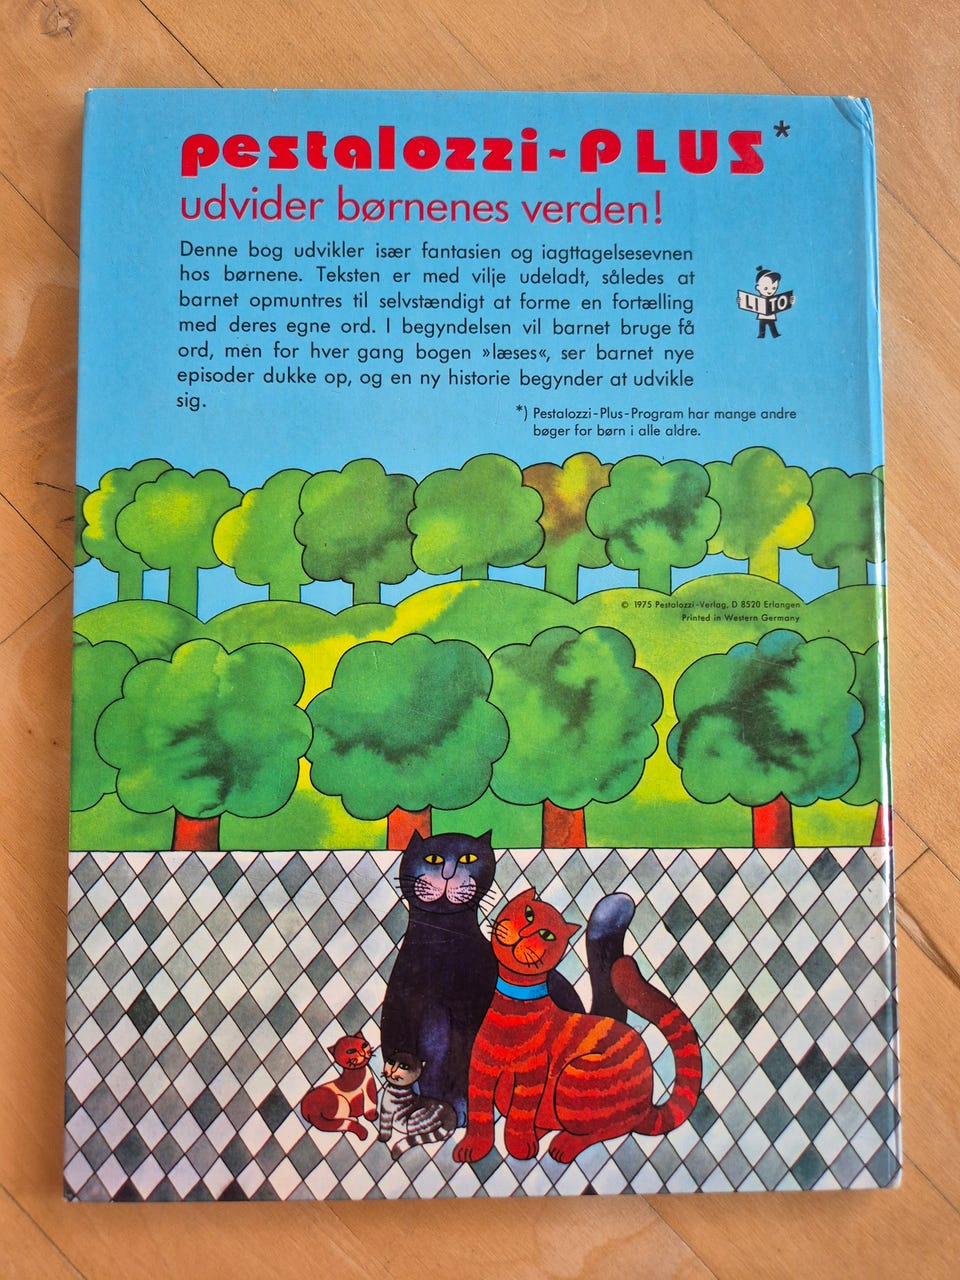 pestalozzi-PLUS*
udvider børnenes verden!
Denne bog udvikler især fantasien og iagttagelsesevnen
hos børnene. Teksten er med vilje udeladt, således at
barnet opmuntres til selvstændigt at forme en fortælling
med deres egne ord. I begyndelsen vil barnet bruge få
ord, men for hver gang bogen »læses«, ser barnet nye
episoder dukke op, og en ny historie begynder at udvikle
sig.
LITO
*) Pestalozzi-Plus-Program har mange andre
bøger for børn i alle aldre.
© 1975 Pestalozzi-Verlag, D 8520 Erlangen
Printed in Western Germany